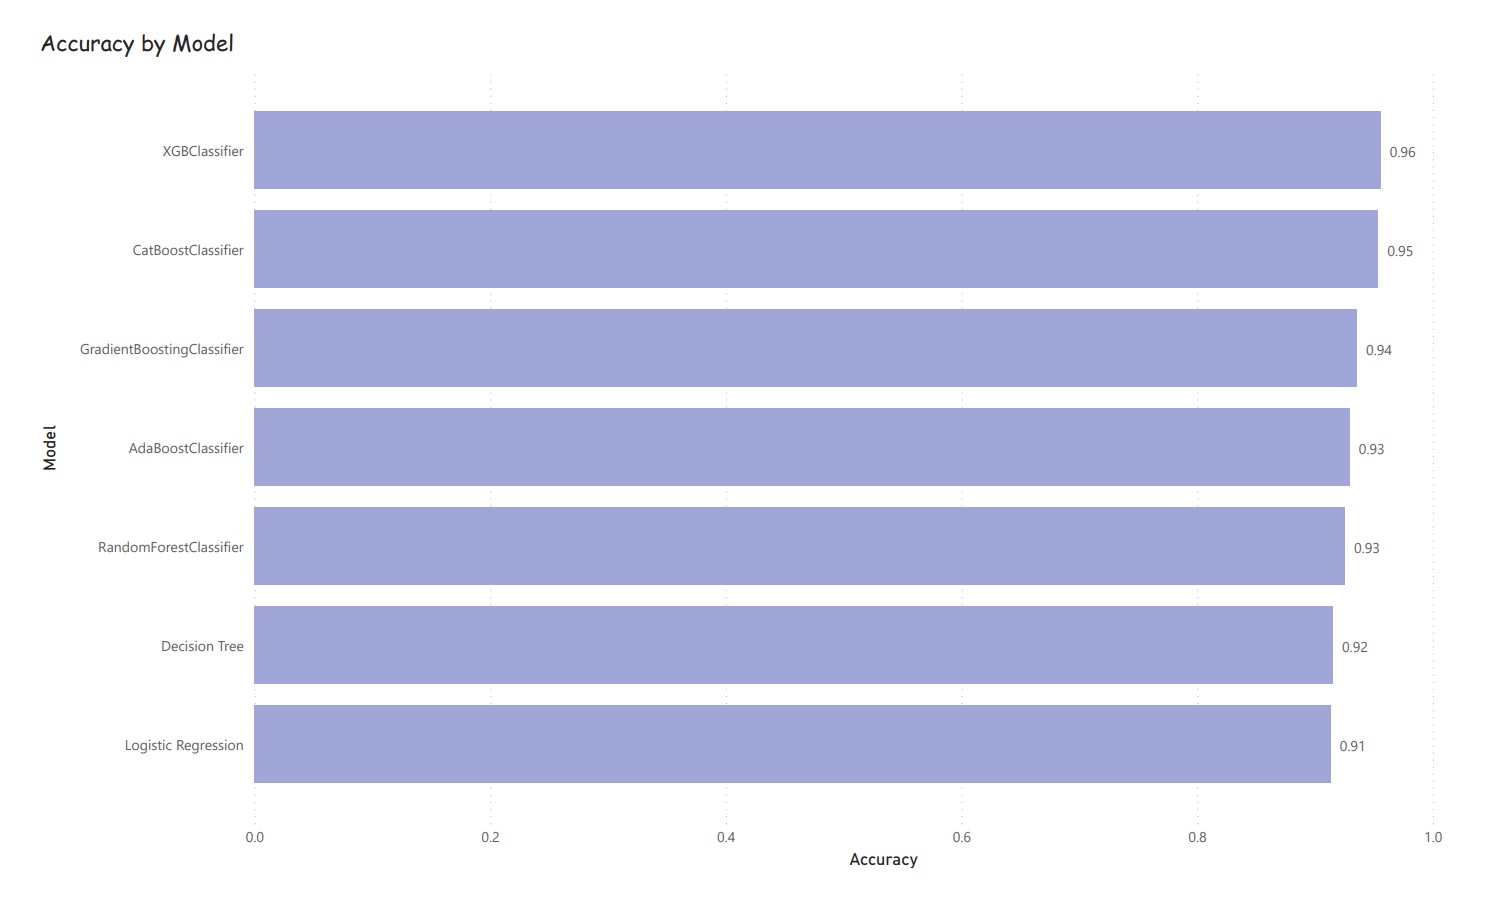 Accuracy by Model
XGBClassifier
0.96
CatBoostClassifier
0.95
GradientBoostingClassifier
0.94
AdaBoostClassifier
0.93
RandomForestClassifier
0.93
Decision Tree
0.92
Logistic Regression
0.91
Model
0.0 0.2 0.4 0.6 0.8 1.0
Accuracy